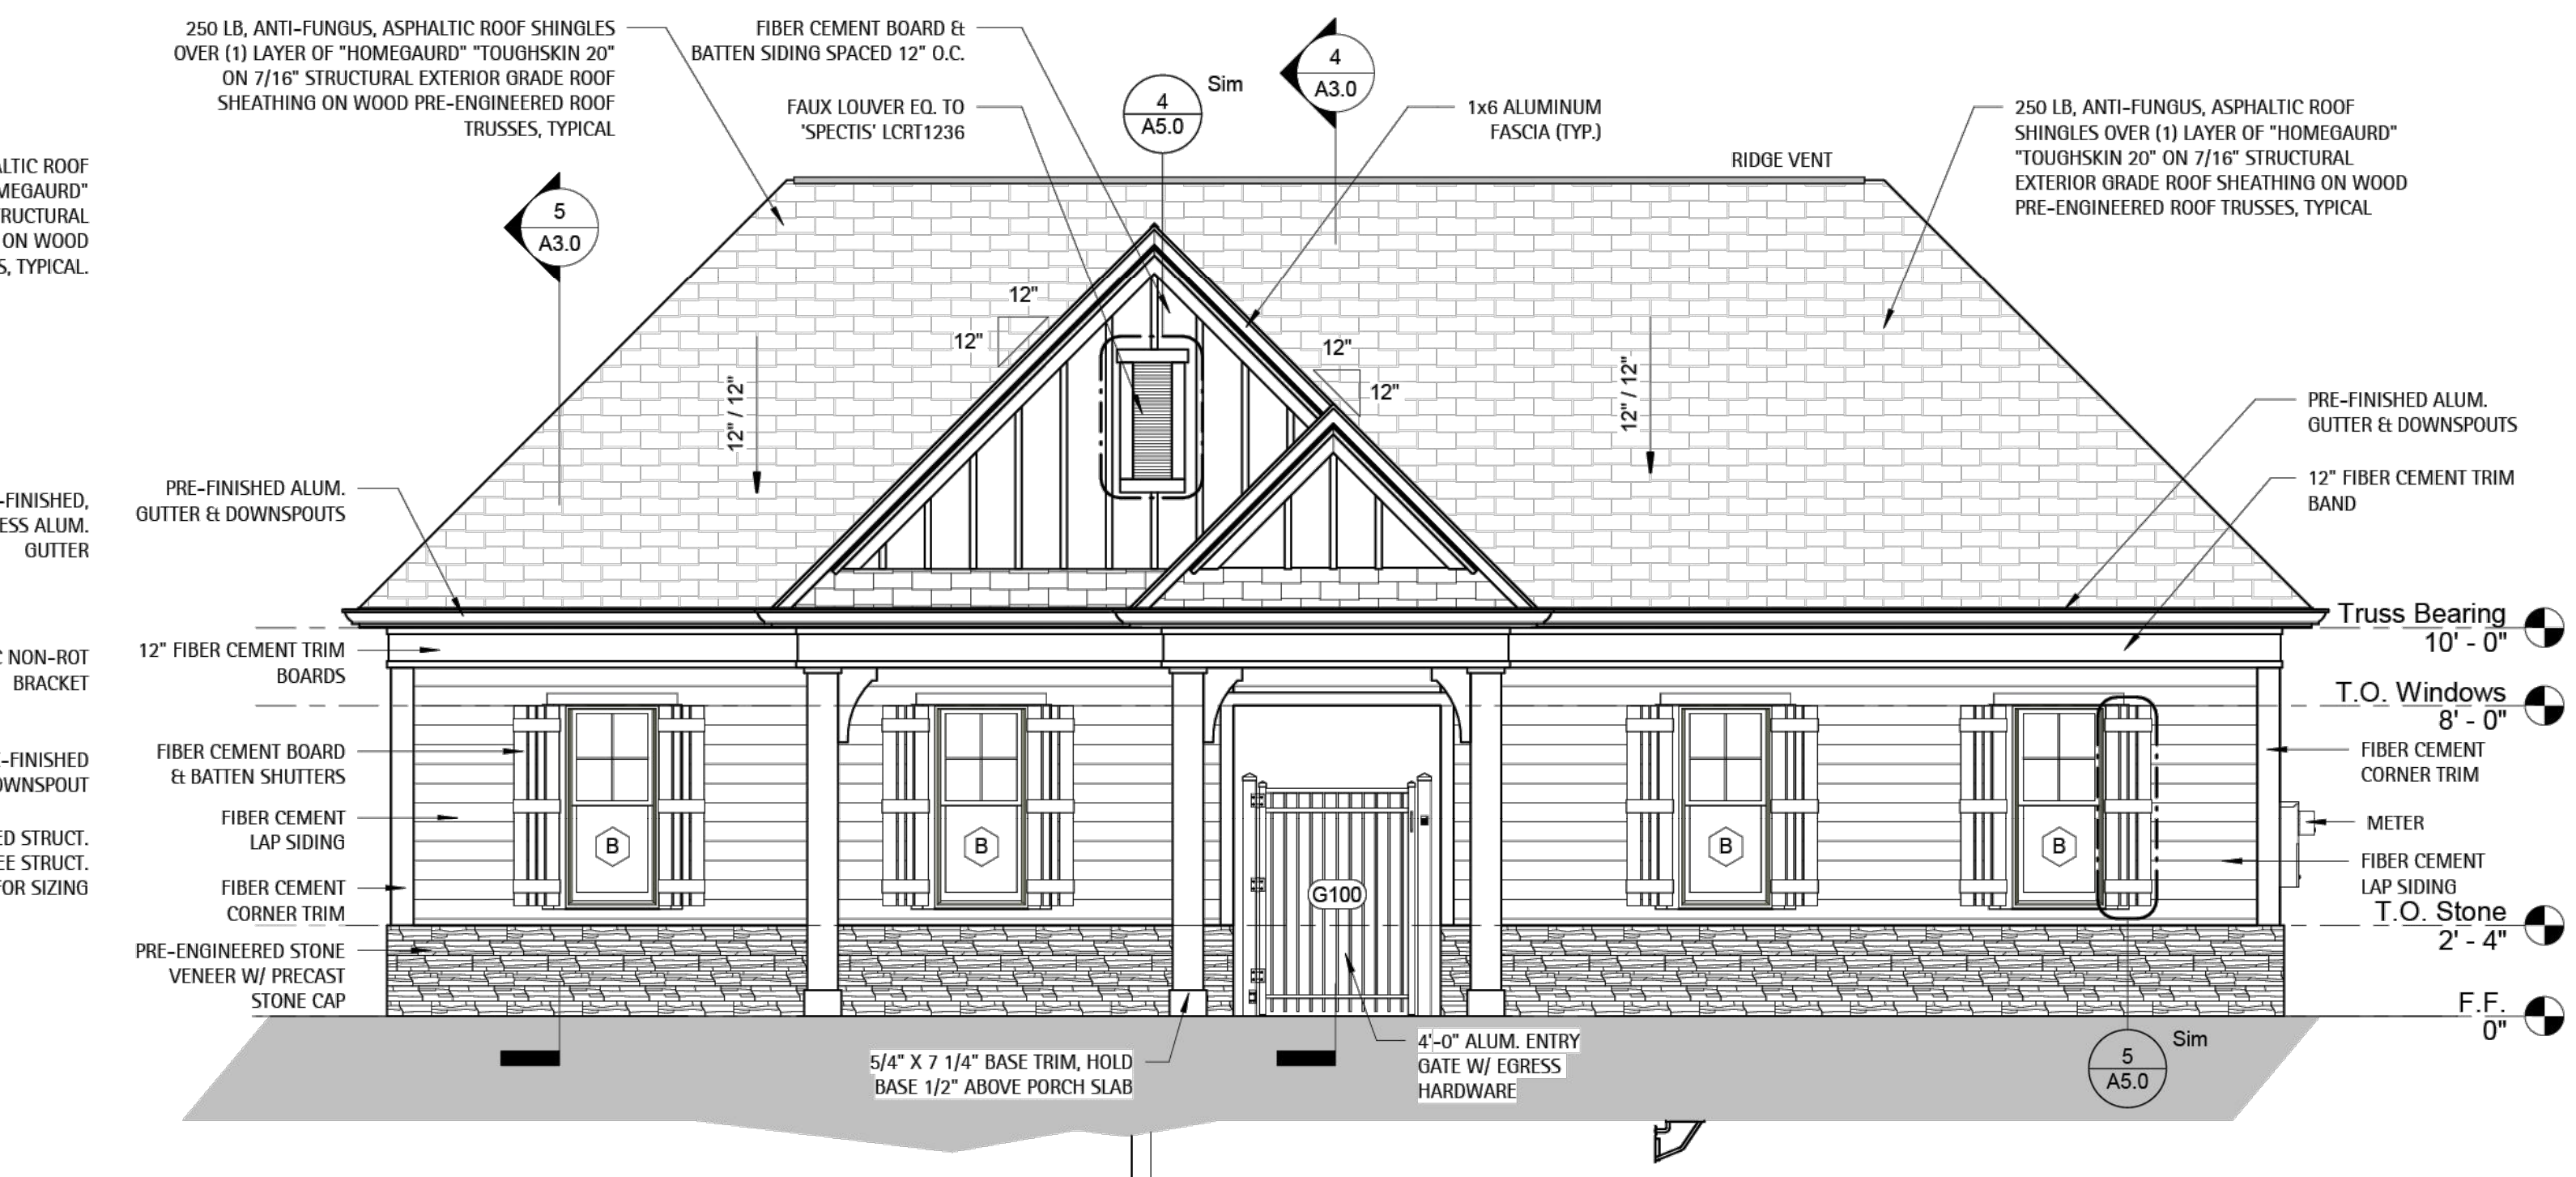 250 LB, ANTI-FUNGUS, ASPHALTIC ROOF SHINGLES
OVER (1) LAYER OF "HOMEGAURD" "TOUGHSKIN 20"
ON 7/16" STRUCTURAL EXTERIOR GRADE ROOF
SHEATHING ON WOOD PRE-ENGINEERED ROOF
TRUSSES, TYPICAL
FIBER CEMENT BOARD &
BATTEN SIDING SPACED 12" O.C.
FAUX LOUVER EQ. TO
'SPECTIS' LCRT1236
4
A5.0
Sim
4
A3.0
1x6 ALUMINUM
FASCIA (TYP.)
RIDGE VENT
250 LB, ANTI-FUNGUS, ASPHALTIC ROOF
SHINGLES OVER (1) LAYER OF "HOMEGAURD"
"TOUGHSKIN 20" ON 7/16" STRUCTURAL
EXTERIOR GRADE ROOF SHEATHING ON WOOD
PRE-ENGINEERED ROOF TRUSSES, TYPICAL
ALTIC ROOF
MEGAURD"
TRUCTURAL
ON WOOD
S, TYPICAL.
5
A3.0
12"
12"
12"
12"
12" / 12"
12" / 12"
-FINISHED,
ESS ALUM.
GUTTER
PRE-FINISHED ALUM.
GUTTER & DOWNSPOUTS
PRE-FINISHED ALUM.
GUTTER & DOWNSPOUTS
12" FIBER CEMENT TRIM
BAND
C NON-ROT
BRACKET
12" FIBER CEMENT TRIM
BOARDS
Truss Bearing
10' - 0"
T.O. Windows
8' - 0"
E-FINISHED
OWNSPOUT
FIBER CEMENT BOARD
& BATTEN SHUTTERS
FIBER CEMENT
CORNER TRIM
ED STRUCT.
EE STRUCT.
FOR SIZING
FIBER CEMENT
LAP SIDING
METER
B
B
B
B
G100
FIBER CEMENT
CORNER TRIM
FIBER CEMENT
LAP SIDING
T.O. Stone
2' - 4"
PRE-ENGINEERED STONE
VENEER W/ PRECAST
STONE CAP
F.F.
0"
5/4" X 7 1/4" BASE TRIM, HOLD
BASE 1/2" ABOVE PORCH SLAB
4'-0" ALUM. ENTRY
GATE W/ EGRESS
HARDWARE
5
A5.0
Sim